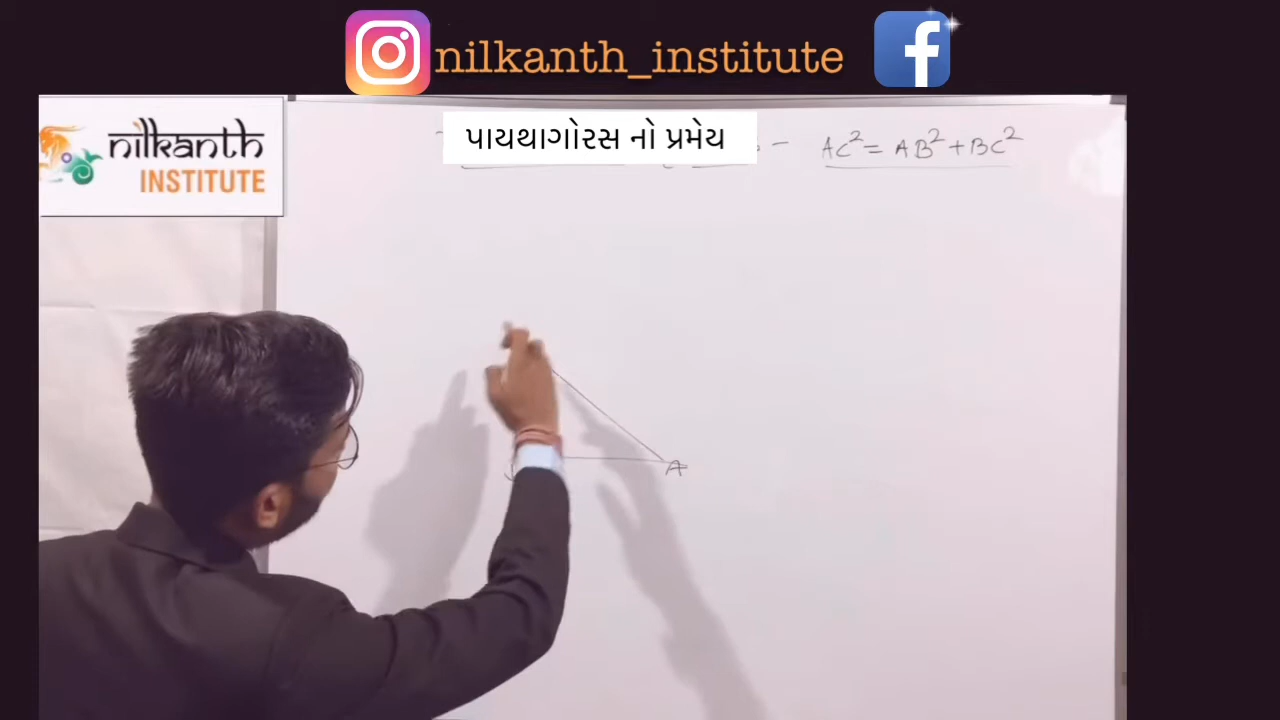 nilkanth_institute
nilkanth
INSTITUTE
પાયથાગોરસ નો પ્રમેય
- AC² = AB² + BC²
A